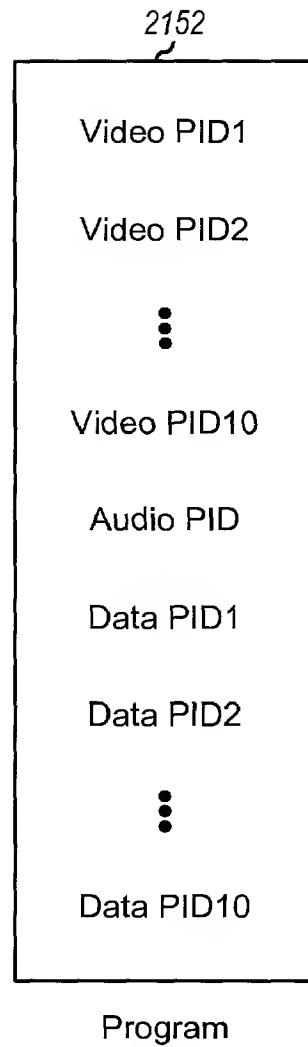 2152
Video PID1
Video PID2
Video PID10
Audio PID
Data PID1
Data PID2
Data PID10
Program